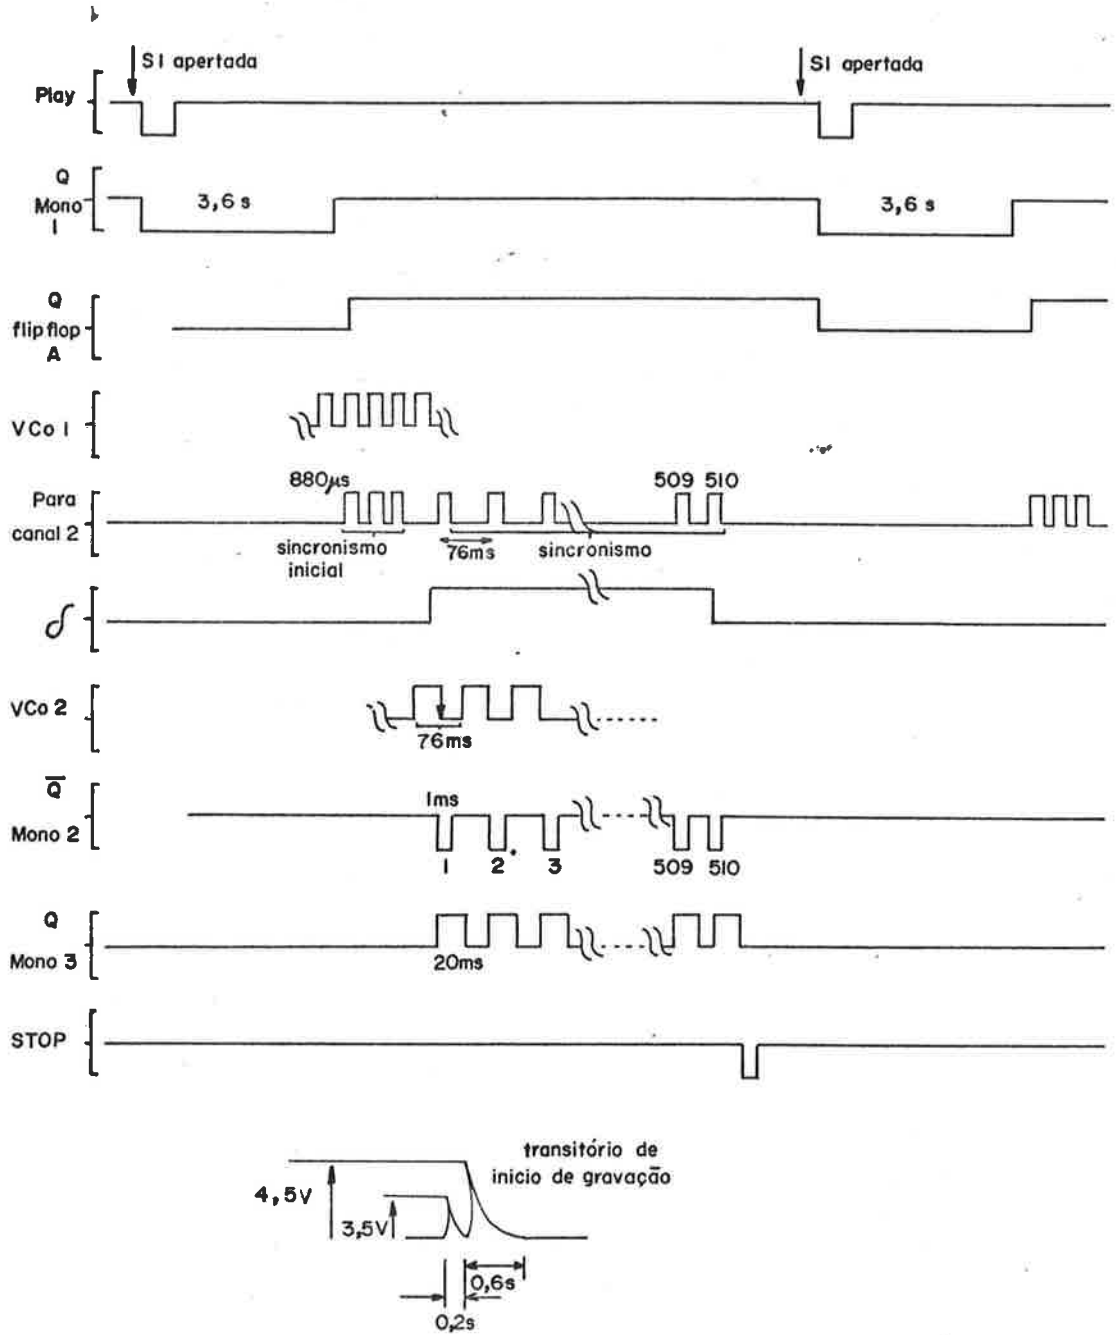 S1 apertada
S1 apertada
Play
Q
Mono
1
3,6 s
3,6 s
Q
flip flop
A
VCo 1
880µs
509 510
Para
canal 2
sincronismo
inicial
76ms
sincronismo
δ
VCo 2
76ms
Q̅
Mono 2
1ms
1 2 3 509 510
Q
Mono 3
20ms
STOP
transitório de
inicio de gravação
4,5V
3,5V
0,6s
0,2s